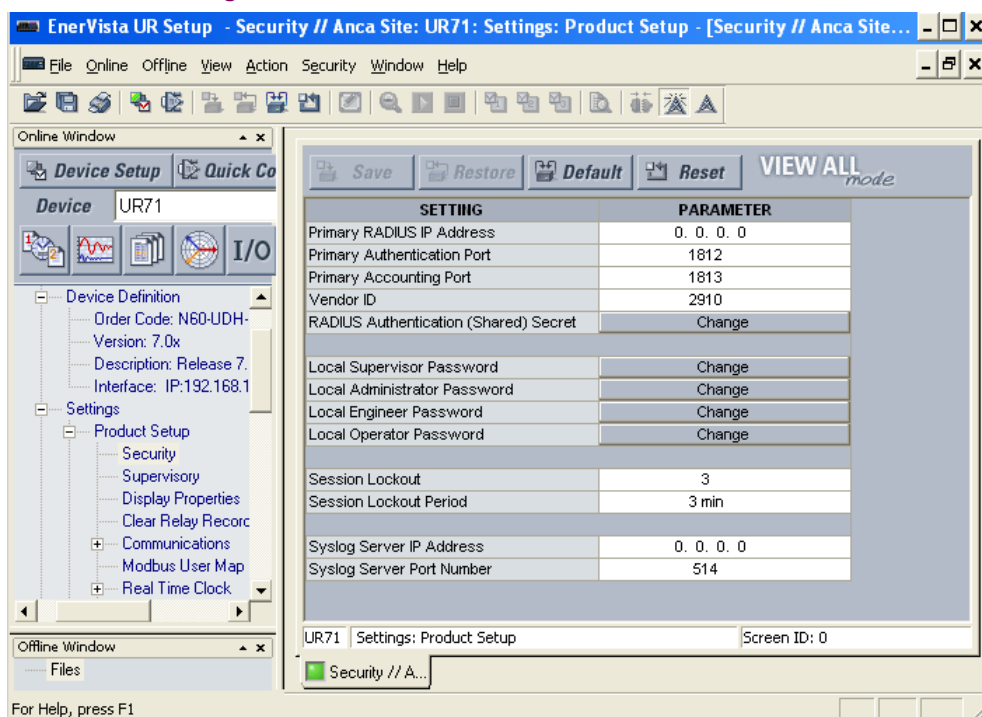 EnerVista UR Setup - Security // Anca Site: UR71: Settings: Product Setup - [Security // Anca Site...
File Online Offline View Action Security Window Help
Online Window
Device Setup Quick Co
Device UR71
I/O
Device Definition
Order Code: N60-UDH-
Version: 7.0x
Description: Release 7.
Interface: IP:192.168.1
Settings
Product Setup
Security
Supervisory
Display Properties
Clear Relay Recorc
Communications
Modbus User Map
Real Time Clock
Offline Window
Files
Save Restore Default Reset VIEW ALL mode
SETTING PARAMETER
Primary RADIUS IP Address 0. 0. 0. 0
Primary Authentication Port 1812
Primary Accounting Port 1813
Vendor ID 2910
RADIUS Authentication (Shared) Secret Change
Local Supervisor Password Change
Local Administrator Password Change
Local Engineer Password Change
Local Operator Password Change
Session Lockout 3
Session Lockout Period 3 min
Syslog Server IP Address 0. 0. 0. 0
Syslog Server Port Number 514
UR71 Settings: Product Setup Screen ID: 0
Security // A...
For Help, press F1